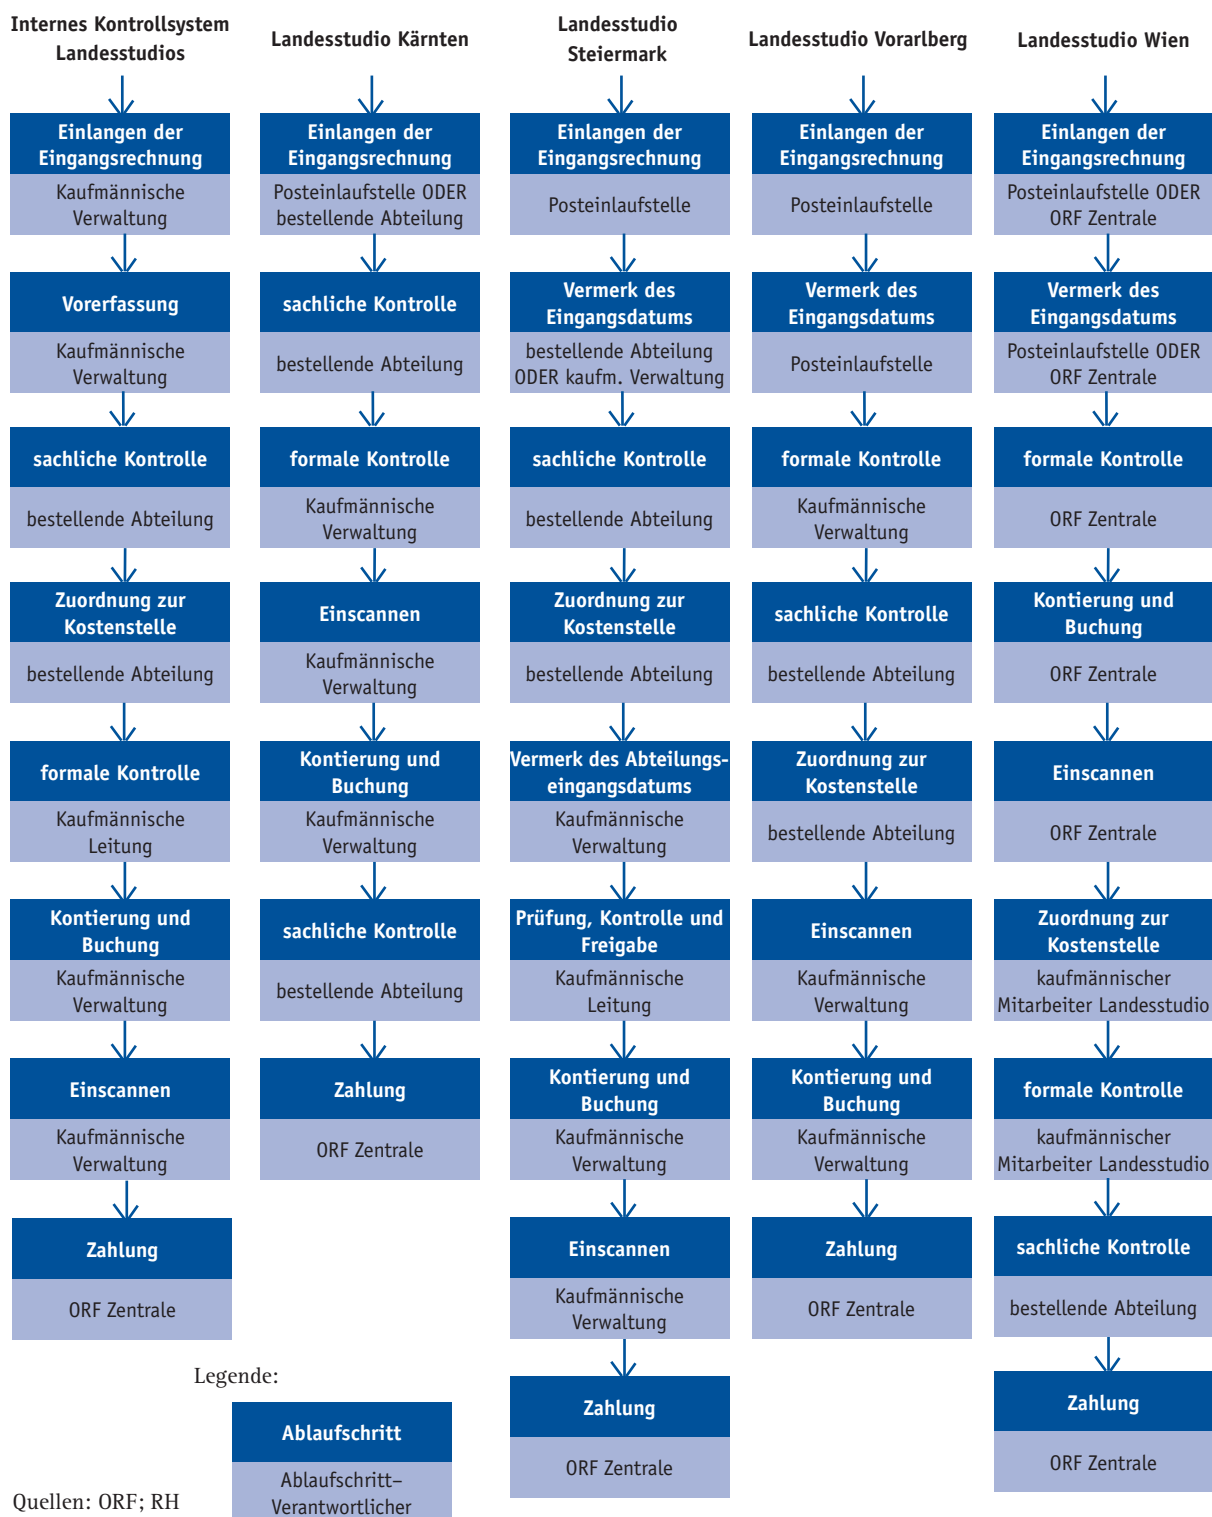 Internes Kontrollsystem
Landesstudios
Einlangen der
Eingangsrechnung
Kaufmännische
Verwaltung
Vorerfassung
Kaufmännische
Verwaltung
sachliche Kontrolle
bestellende Abteilung
Zuordnung zur
Kostenstelle
bestellende Abteilung
formale Kontrolle
Kaufmännische
Leitung
Kontierung und
Buchung
Kaufmännische
Verwaltung
Einscannen
Kaufmännische
Verwaltung
Zahlung
ORF Zentrale
Landesstudio Kärnten
Einlangen der
Eingangsrechnung
Posteinlaufstelle ODER
bestellende Abteilung
sachliche Kontrolle
bestellende Abteilung
formale Kontrolle
Kaufmännische
Verwaltung
Einscannen
Kaufmännische
Verwaltung
Kontierung und
Buchung
Kaufmännische
Verwaltung
sachliche Kontrolle
bestellende Abteilung
Zahlung
ORF Zentrale
Landesstudio
Steiermark
Einlangen der
Eingangsrechnung
Posteinlaufstelle
Vermerk des
Eingangsdatums
bestellende Abteilung
ODER kaufm. Verwaltung
sachliche Kontrolle
bestellende Abteilung
Zuordnung zur
Kostenstelle
bestellende Abteilung
Vermerk des Abteilungs-
eingangsdatums
Kaufmännische
Verwaltung
Prüfung, Kontrolle und
Freigabe
Kaufmännische
Leitung
Kontierung und
Buchung
Kaufmännische
Verwaltung
Einscannen
Kaufmännische
Verwaltung
Zahlung
ORF Zentrale
Landesstudio Vorarlberg
Einlangen der
Eingangsrechnung
Posteinlaufstelle
Vermerk des
Eingangsdatums
Posteinlaufstelle
formale Kontrolle
Kaufmännische
Verwaltung
sachliche Kontrolle
bestellende Abteilung
Zuordnung zur
Kostenstelle
bestellende Abteilung
Einscannen
Kaufmännische
Verwaltung
Kontierung und
Buchung
Kaufmännische
Verwaltung
Zahlung
ORF Zentrale
Landesstudio Wien
Einlangen der
Eingangsrechnung
Posteinlaufstelle ODER
ORF Zentrale
Vermerk des
Eingangsdatums
Posteinlaufstelle ODER
ORF Zentrale
formale Kontrolle
ORF Zentrale
Kontierung und
Buchung
ORF Zentrale
Einscannen
ORF Zentrale
Zuordnung zur
Kostenstelle
kaufmännischer
Mitarbeiter Landesstudio
formale Kontrolle
kaufmännischer
Mitarbeiter Landesstudio
sachliche Kontrolle
bestellende Abteilung
Zahlung
ORF Zentrale
Legende:
Ablaufschritt
Ablaufschritt–
Verantwortlicher
Quellen: ORF; RH